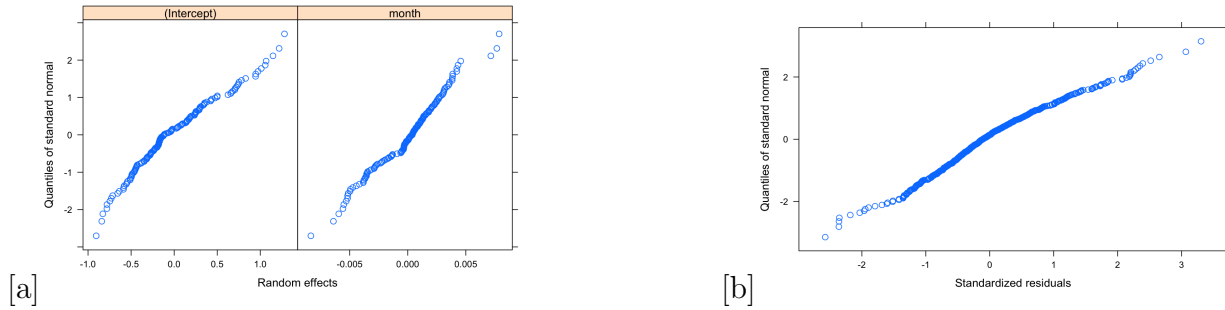 (Intercept) month
Quantiles of standard normal
2
1
0
-1
-2
-1.0 -0.5 0.0 0.5 1.0 -0.005 0.000 0.005
Random effects
[a]
Quantiles of standard normal
2
0
-2
-2 -1 0 1 2 3
Standardized residuals
[b]